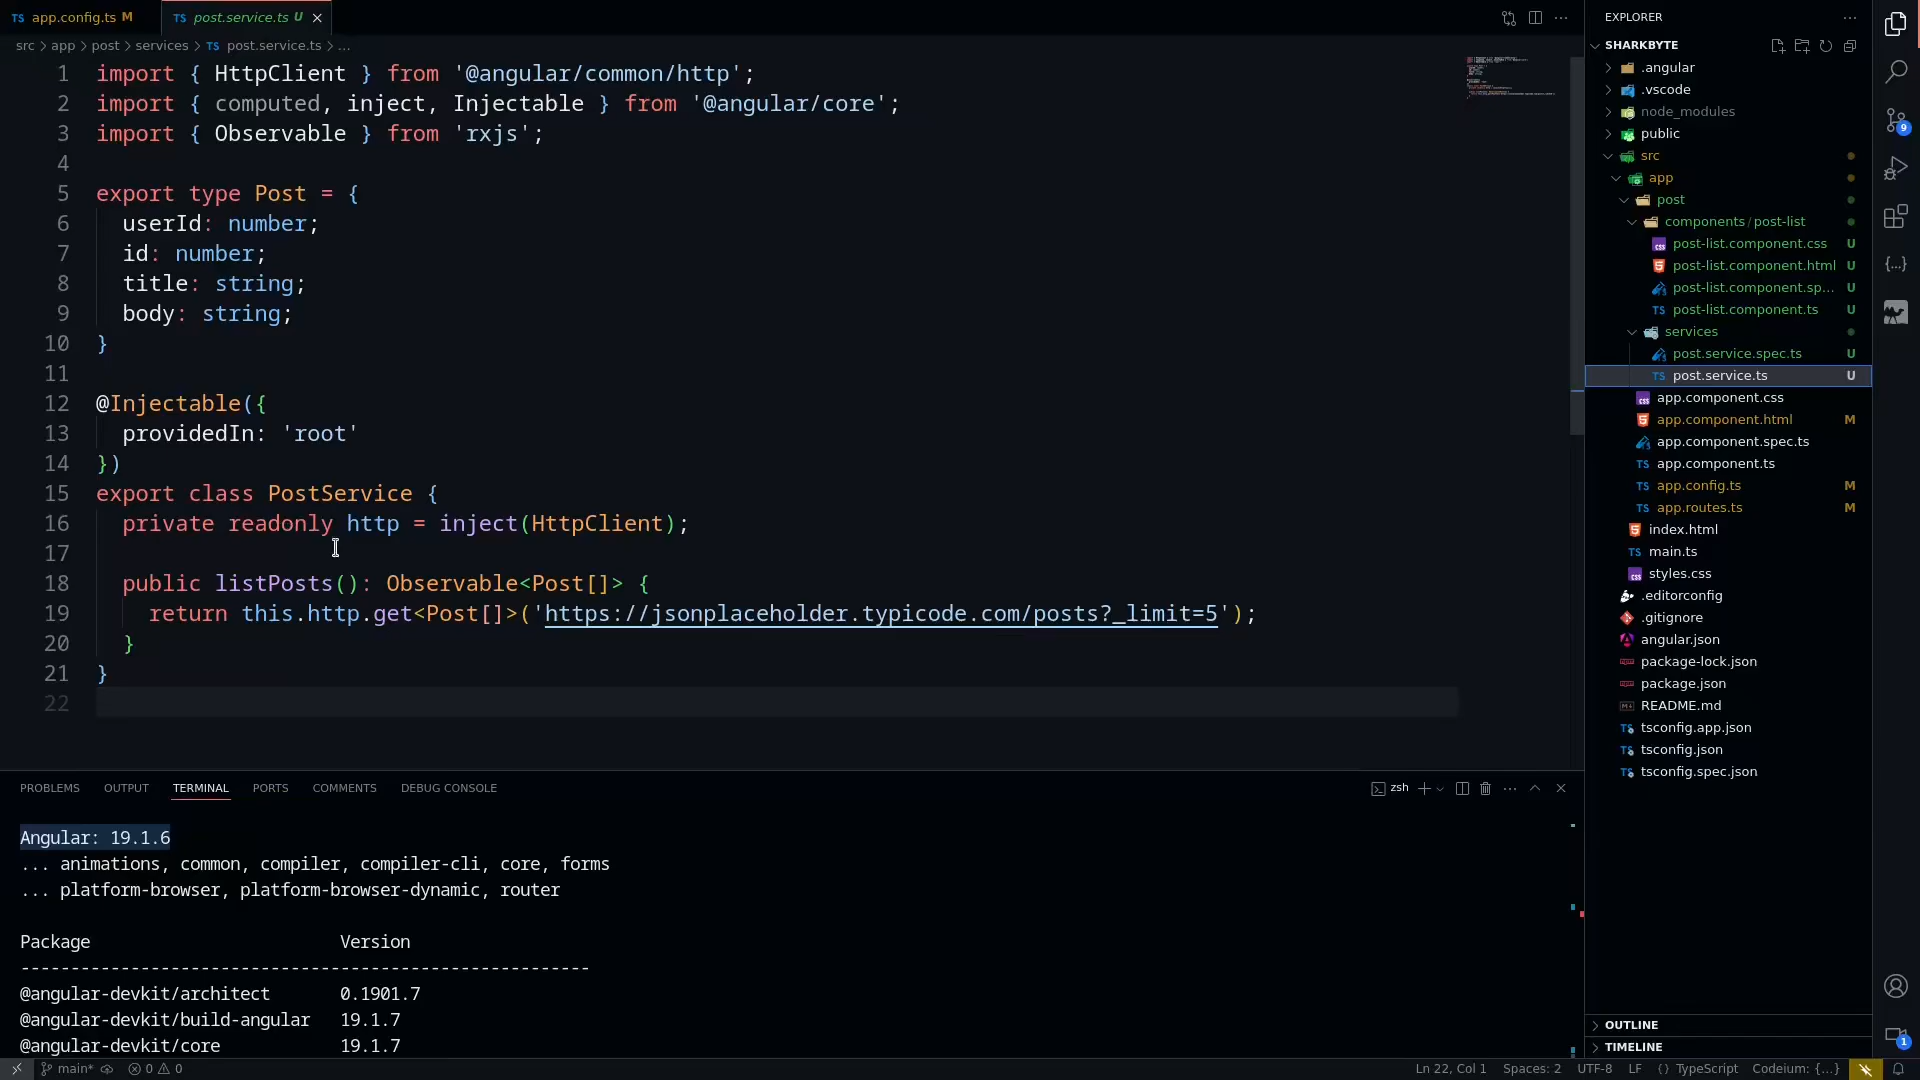 TS app.config.ts M
TS post.service.ts U
src > app > post > services > TS post.service.ts > ...
1 import { HttpClient } from '@angular/common/http';
2 import { computed, inject, Injectable } from '@angular/core';
3 import { Observable } from 'rxjs';
4
5 export type Post = {
6 userId: number;
7 id: number;
8 title: string;
9 body: string;
10 }
11
12 @Injectable({
13 providedIn: 'root'
14 })
15 export class PostService {
16 private readonly http = inject(HttpClient);
17
18 public listPosts(): Observable<Post[]> {
19 return this.http.get<Post[]>('https://jsonplaceholder.typicode.com/posts?_limit=5');
20 }
21 }
22
PROBLEMS OUTPUT TERMINAL PORTS COMMENTS DEBUG CONSOLE
zsh
Angular: 19.1.6
... animations, common, compiler, compiler-cli, core, forms
... platform-browser, platform-browser-dynamic, router
Package Version
------------------------------------------------------
@angular-devkit/architect 0.1901.7
@angular-devkit/build-angular 19.1.7
@angular-devkit/core 19.1.7
main* 0 0
Ln 22, Col 1 Spaces: 2 UTF-8 LF {} TypeScript Codeium: {...}
EXPLORER
SHARKBYTE
.angular
.vscode
node_modules
public
src
app
post
components / post-list
post-list.component.css U
post-list.component.html U
post-list.component.sp... U
TS post-list.component.ts U
services
post.service.spec.ts U
TS post.service.ts U
app.component.css
app.component.html M
app.component.spec.ts
TS app.component.ts
TS app.config.ts M
TS app.routes.ts M
index.html
TS main.ts
styles.css
.editorconfig
.gitignore
angular.json
package-lock.json
package.json
README.md
tsconfig.app.json
tsconfig.json
tsconfig.spec.json
OUTLINE
TIMELINE
9
1